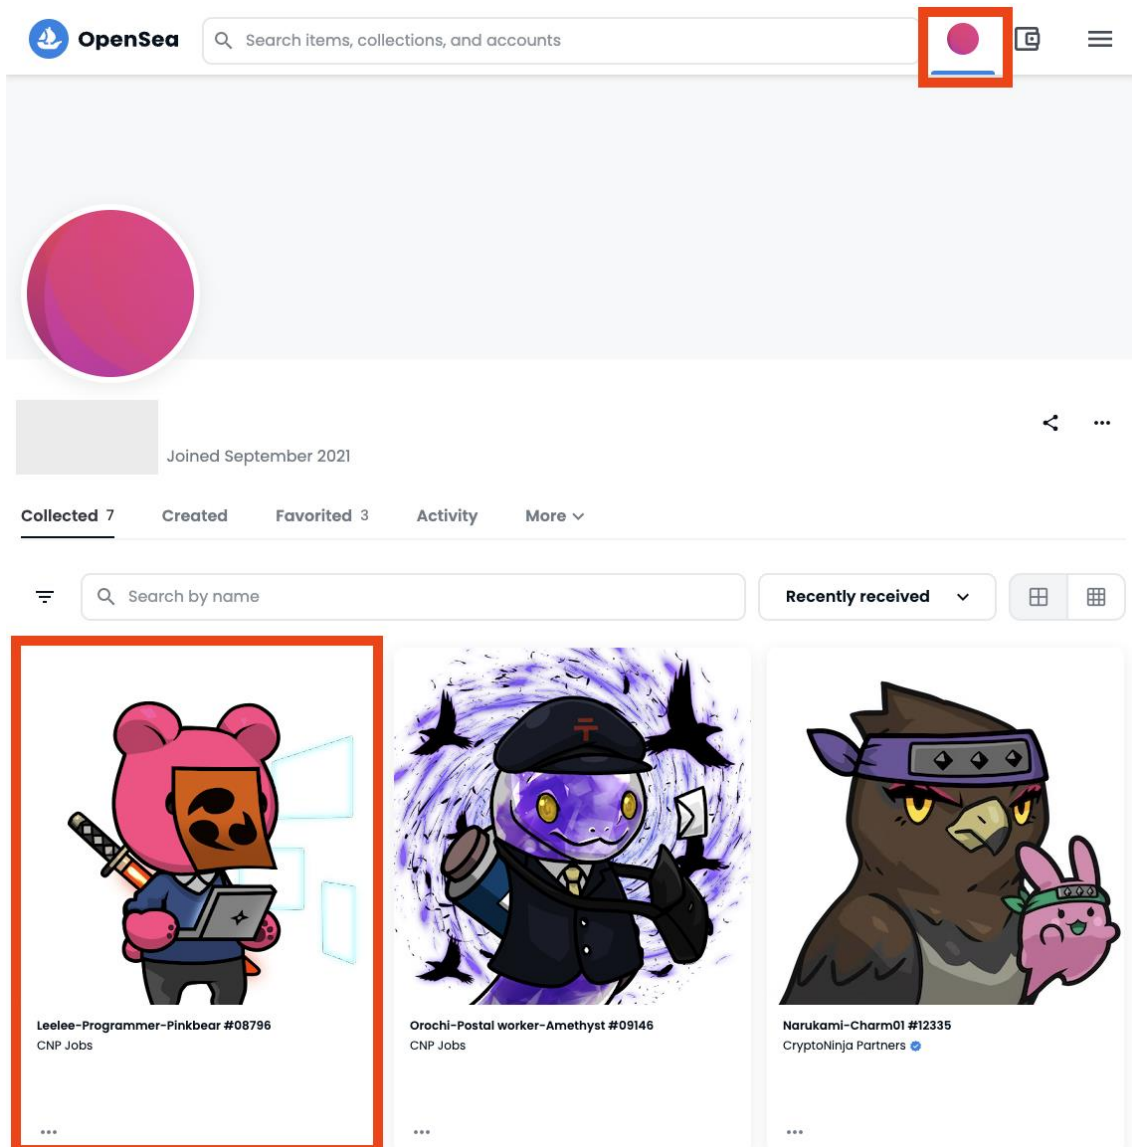 OpenSea
Search items, collections, and accounts
Joined September 2021
Collected 7 Created Favorited 3 Activity More
Search by name
Recently received
〒
Leelee-Programmer-Pinkbear #08796
CNP Jobs
Orochi-Postal worker-Amethyst #09146
CNP Jobs
Narukami-Charm01 #12335
CryptoNinja Partners